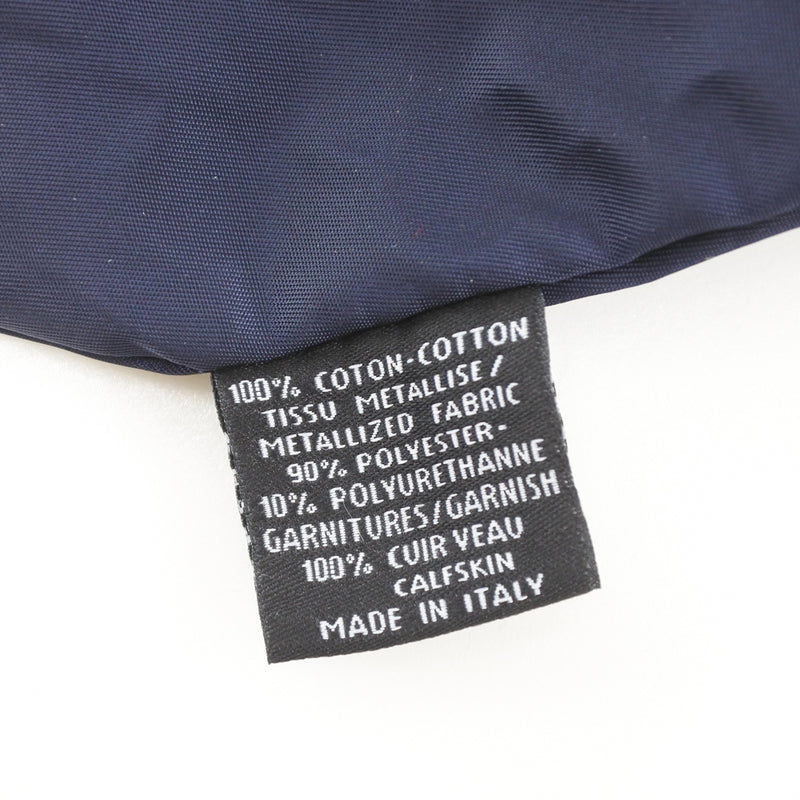 100% COTON-COTTON
TISSU METALLISE/
METALLIZED FABRIC
90% POLYESTER-
10% POLYURETHANNE
GARNITURES/GARNISH
100% CUIR VEAU
CALFSKIN
MADE IN ITALY